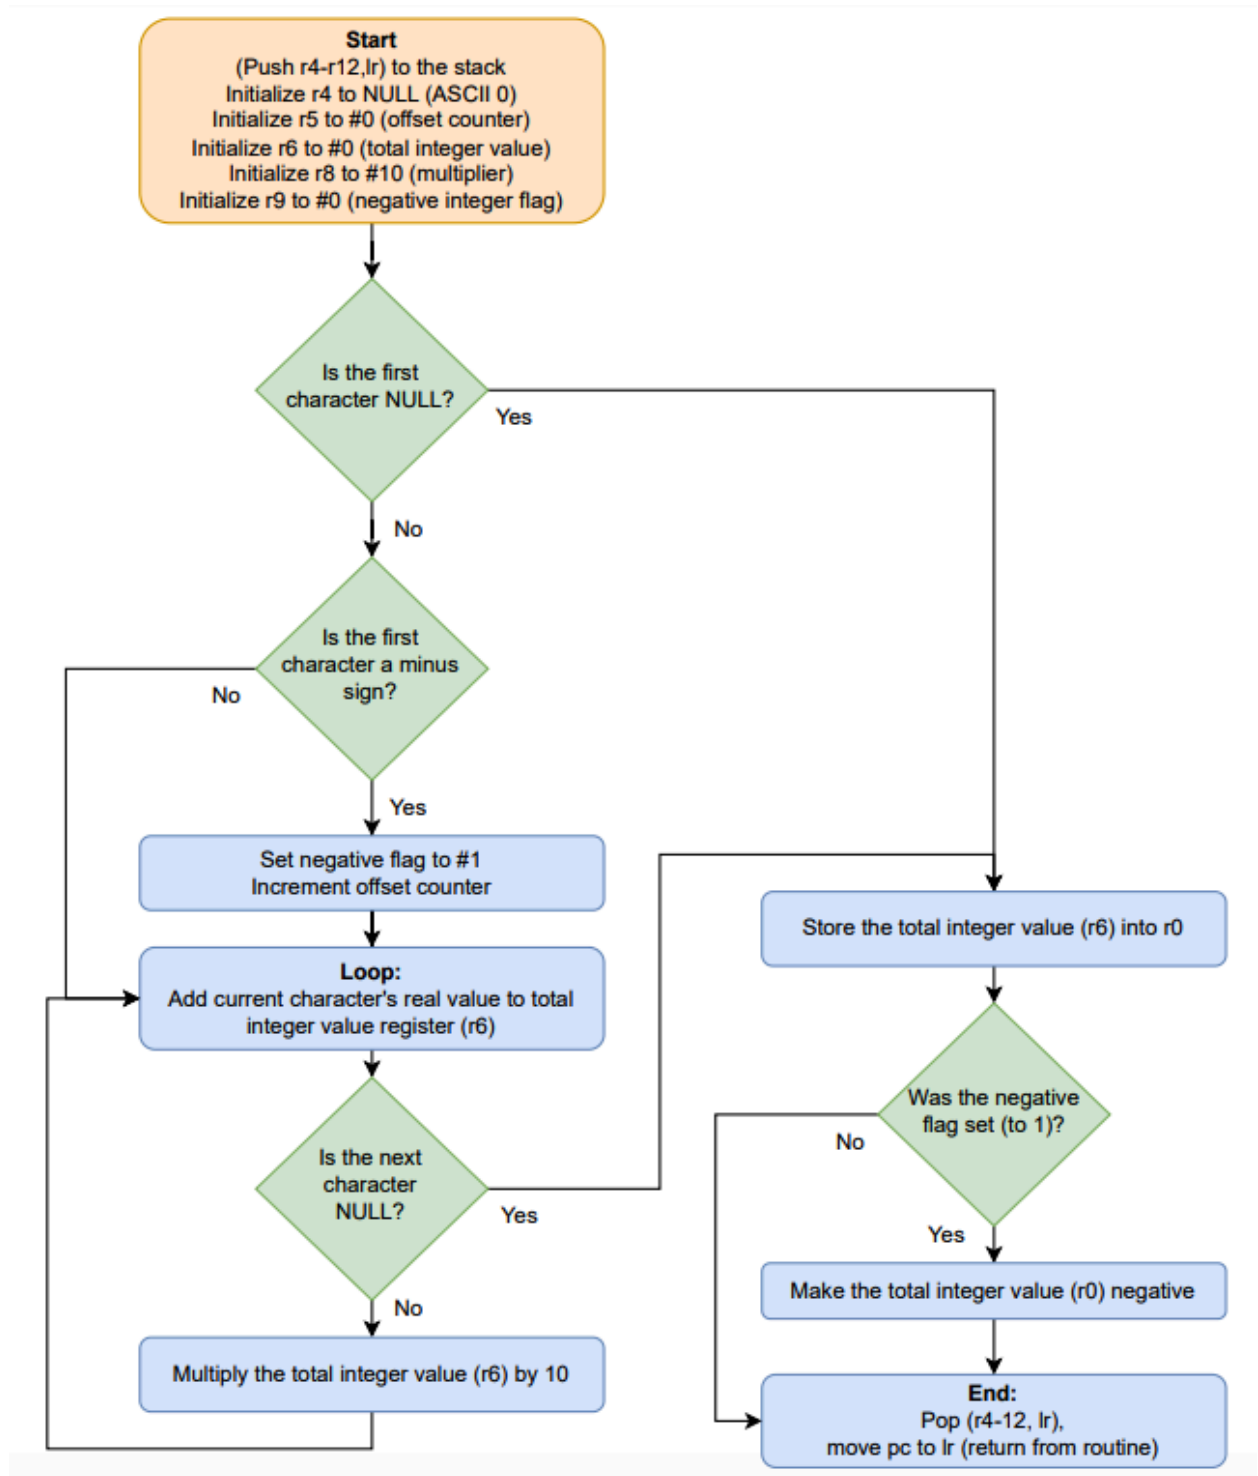 Start
(Push r4-r12,lr) to the stack
Initialize r4 to NULL (ASCII 0)
Initialize r5 to #0 (offset counter)
Initialize r6 to #0 (total integer value)
Initialize r8 to #10 (multiplier)
Initialize r9 to #0 (negative integer flag)
Is the first
character NULL?
Yes
No
Is the first
character a minus
sign?
No
Yes
Set negative flag to #1
Increment offset counter
Loop:
Add current character's real value to total
integer value register (r6)
Is the next
character
NULL?
Yes
No
Multiply the total integer value (r6) by 10
Store the total integer value (r6) into r0
Was the negative
flag set (to 1)?
No
Yes
Make the total integer value (r0) negative
End:
Pop (r4-12, lr),
move pc to lr (return from routine)